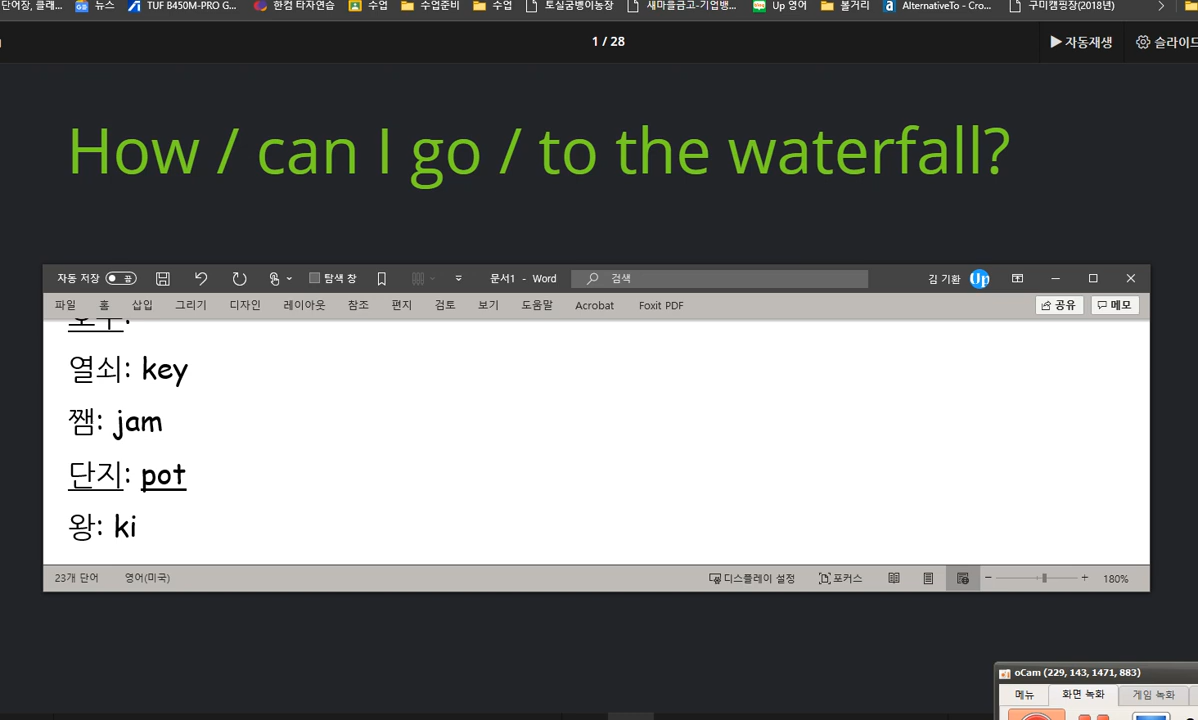 단어장, 클래... 뉴스 TUF B450M-PRO G... 한컴 타자연습 수업 수업준비 수업 토실굼벵이농장 새마을금고-기업뱅... Up 영어 볼거리 AlternativeTo - Cro... 구미캠핑장(2018년)
1 / 28 자동재생 슬라이드
How / can I go / to the waterfall?
자동 저장 끔 탐색 창 문서1 - Word 검색 김 기환 Up
파일 홈 삽입 그리기 디자인 레이아웃 참조 편지 검토 보기 도움말 Acrobat Foxit PDF 공유 메모
열쇠: key
쨈: jam
단지: pot
왕: ki
23개 단어 영어(미국) 디스플레이 설정 포커스 180%
oCam (229, 143, 1471, 883)
메뉴 화면 녹화 게임 녹화